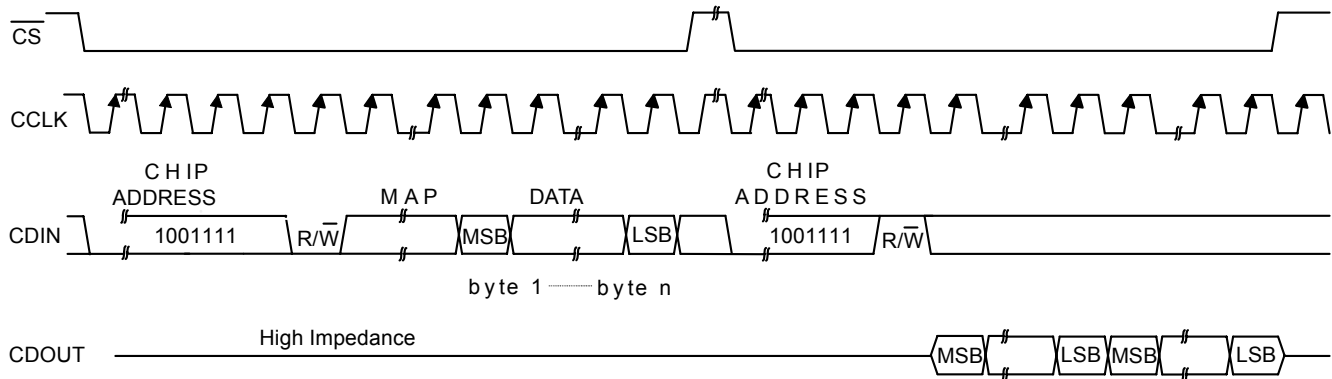 CS
CCLK
CHIP
ADDRESS
MAP
DATA
CHIP
ADDRESS
CDIN
1001111
R/W
MSB
LSB
1001111
R/W
byte 1
byte n
High Impedance
CDOUT
MSB
LSB
MSB
LSB